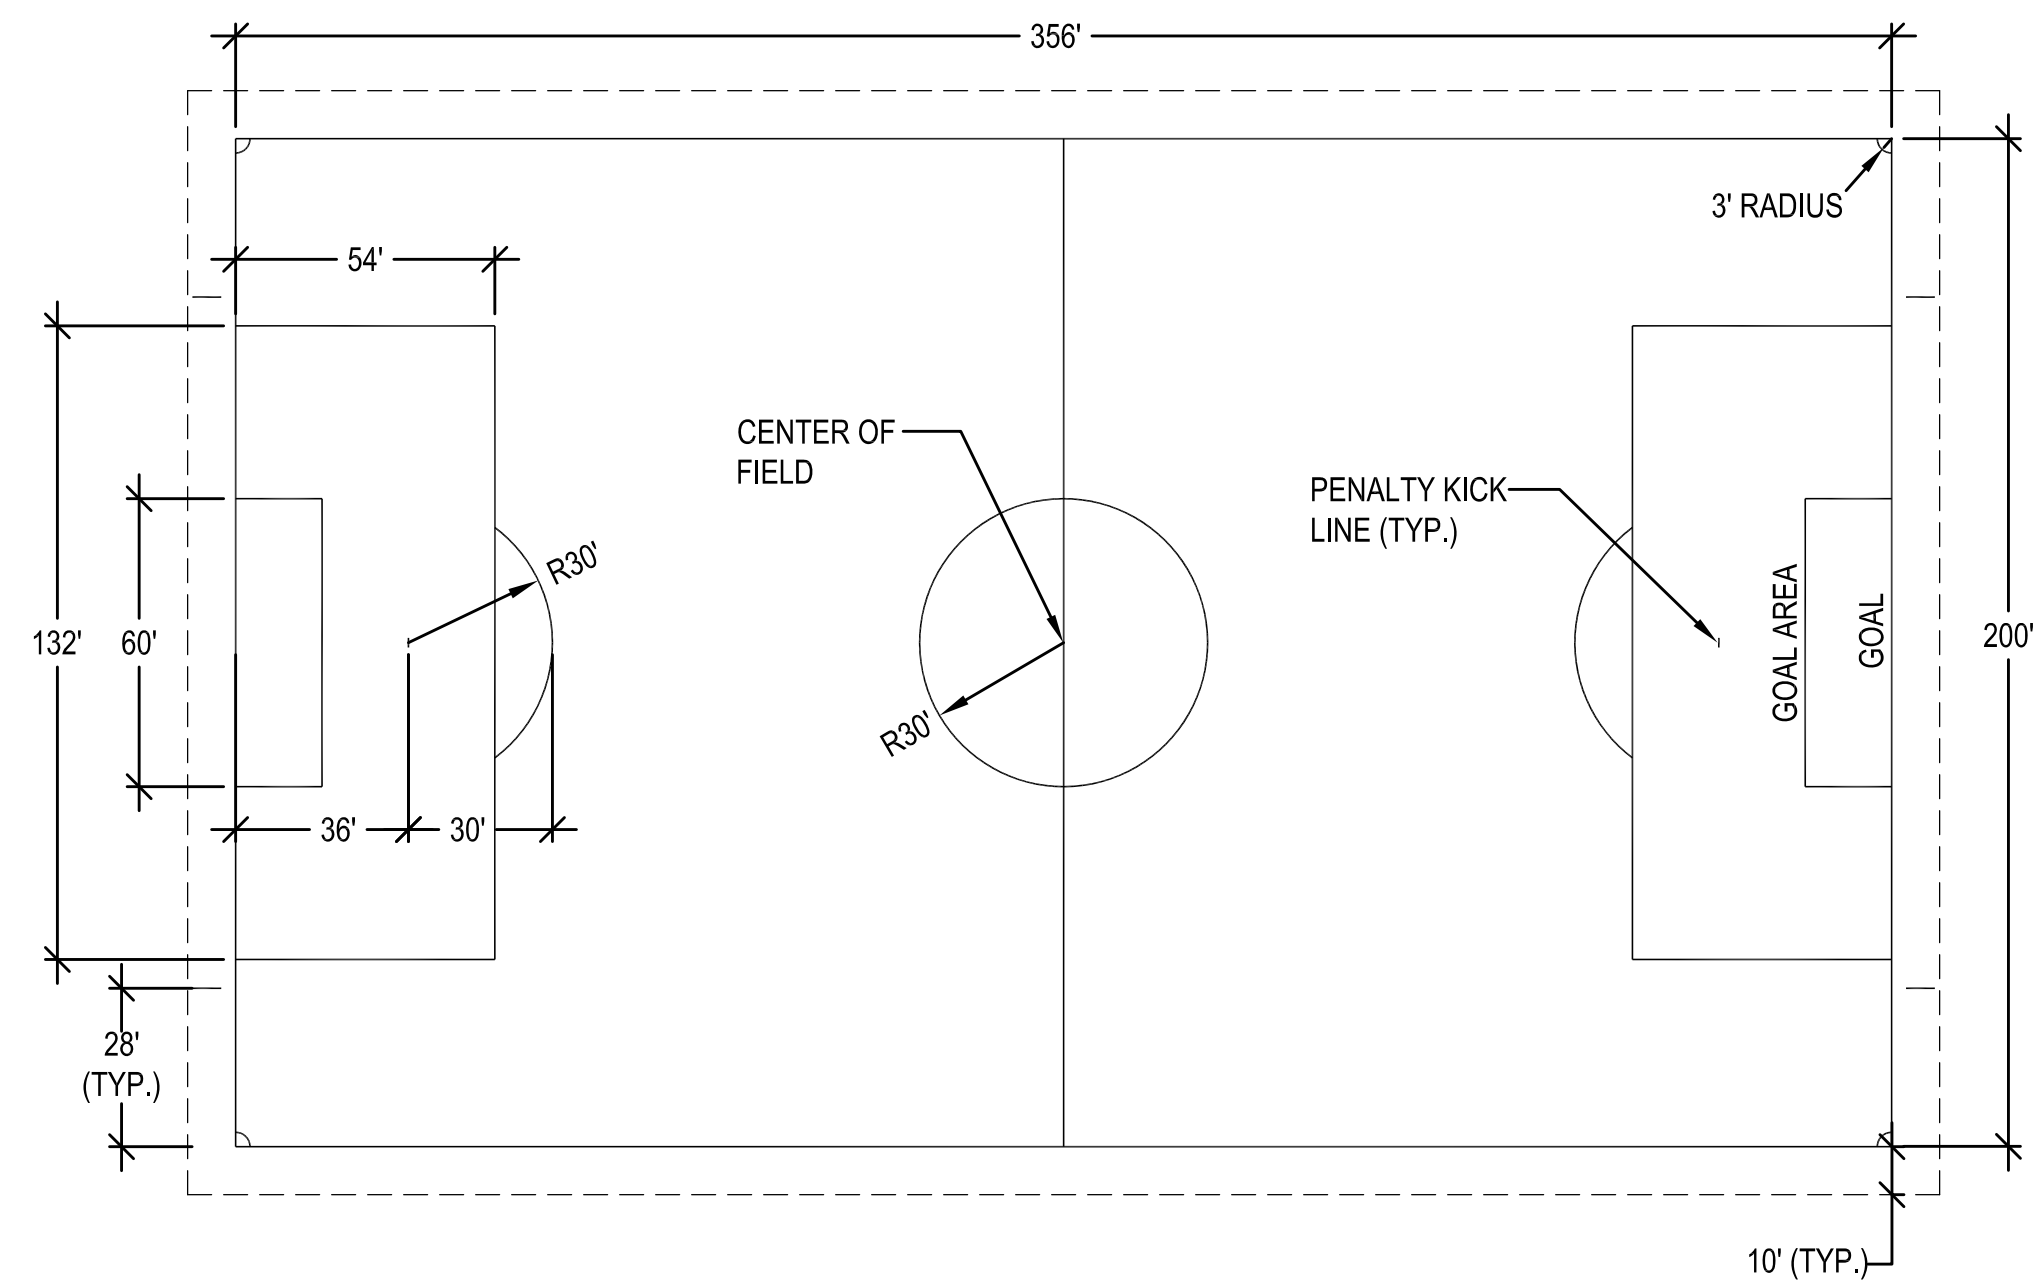 356'
3' RADIUS
54'
CENTER OF
FIELD
PENALTY KICK
LINE (TYP.)
R30'
GOAL AREA
GOAL
132'
60'
200'
R30'
36'
30'
28'
(TYP.)
10' (TYP.)